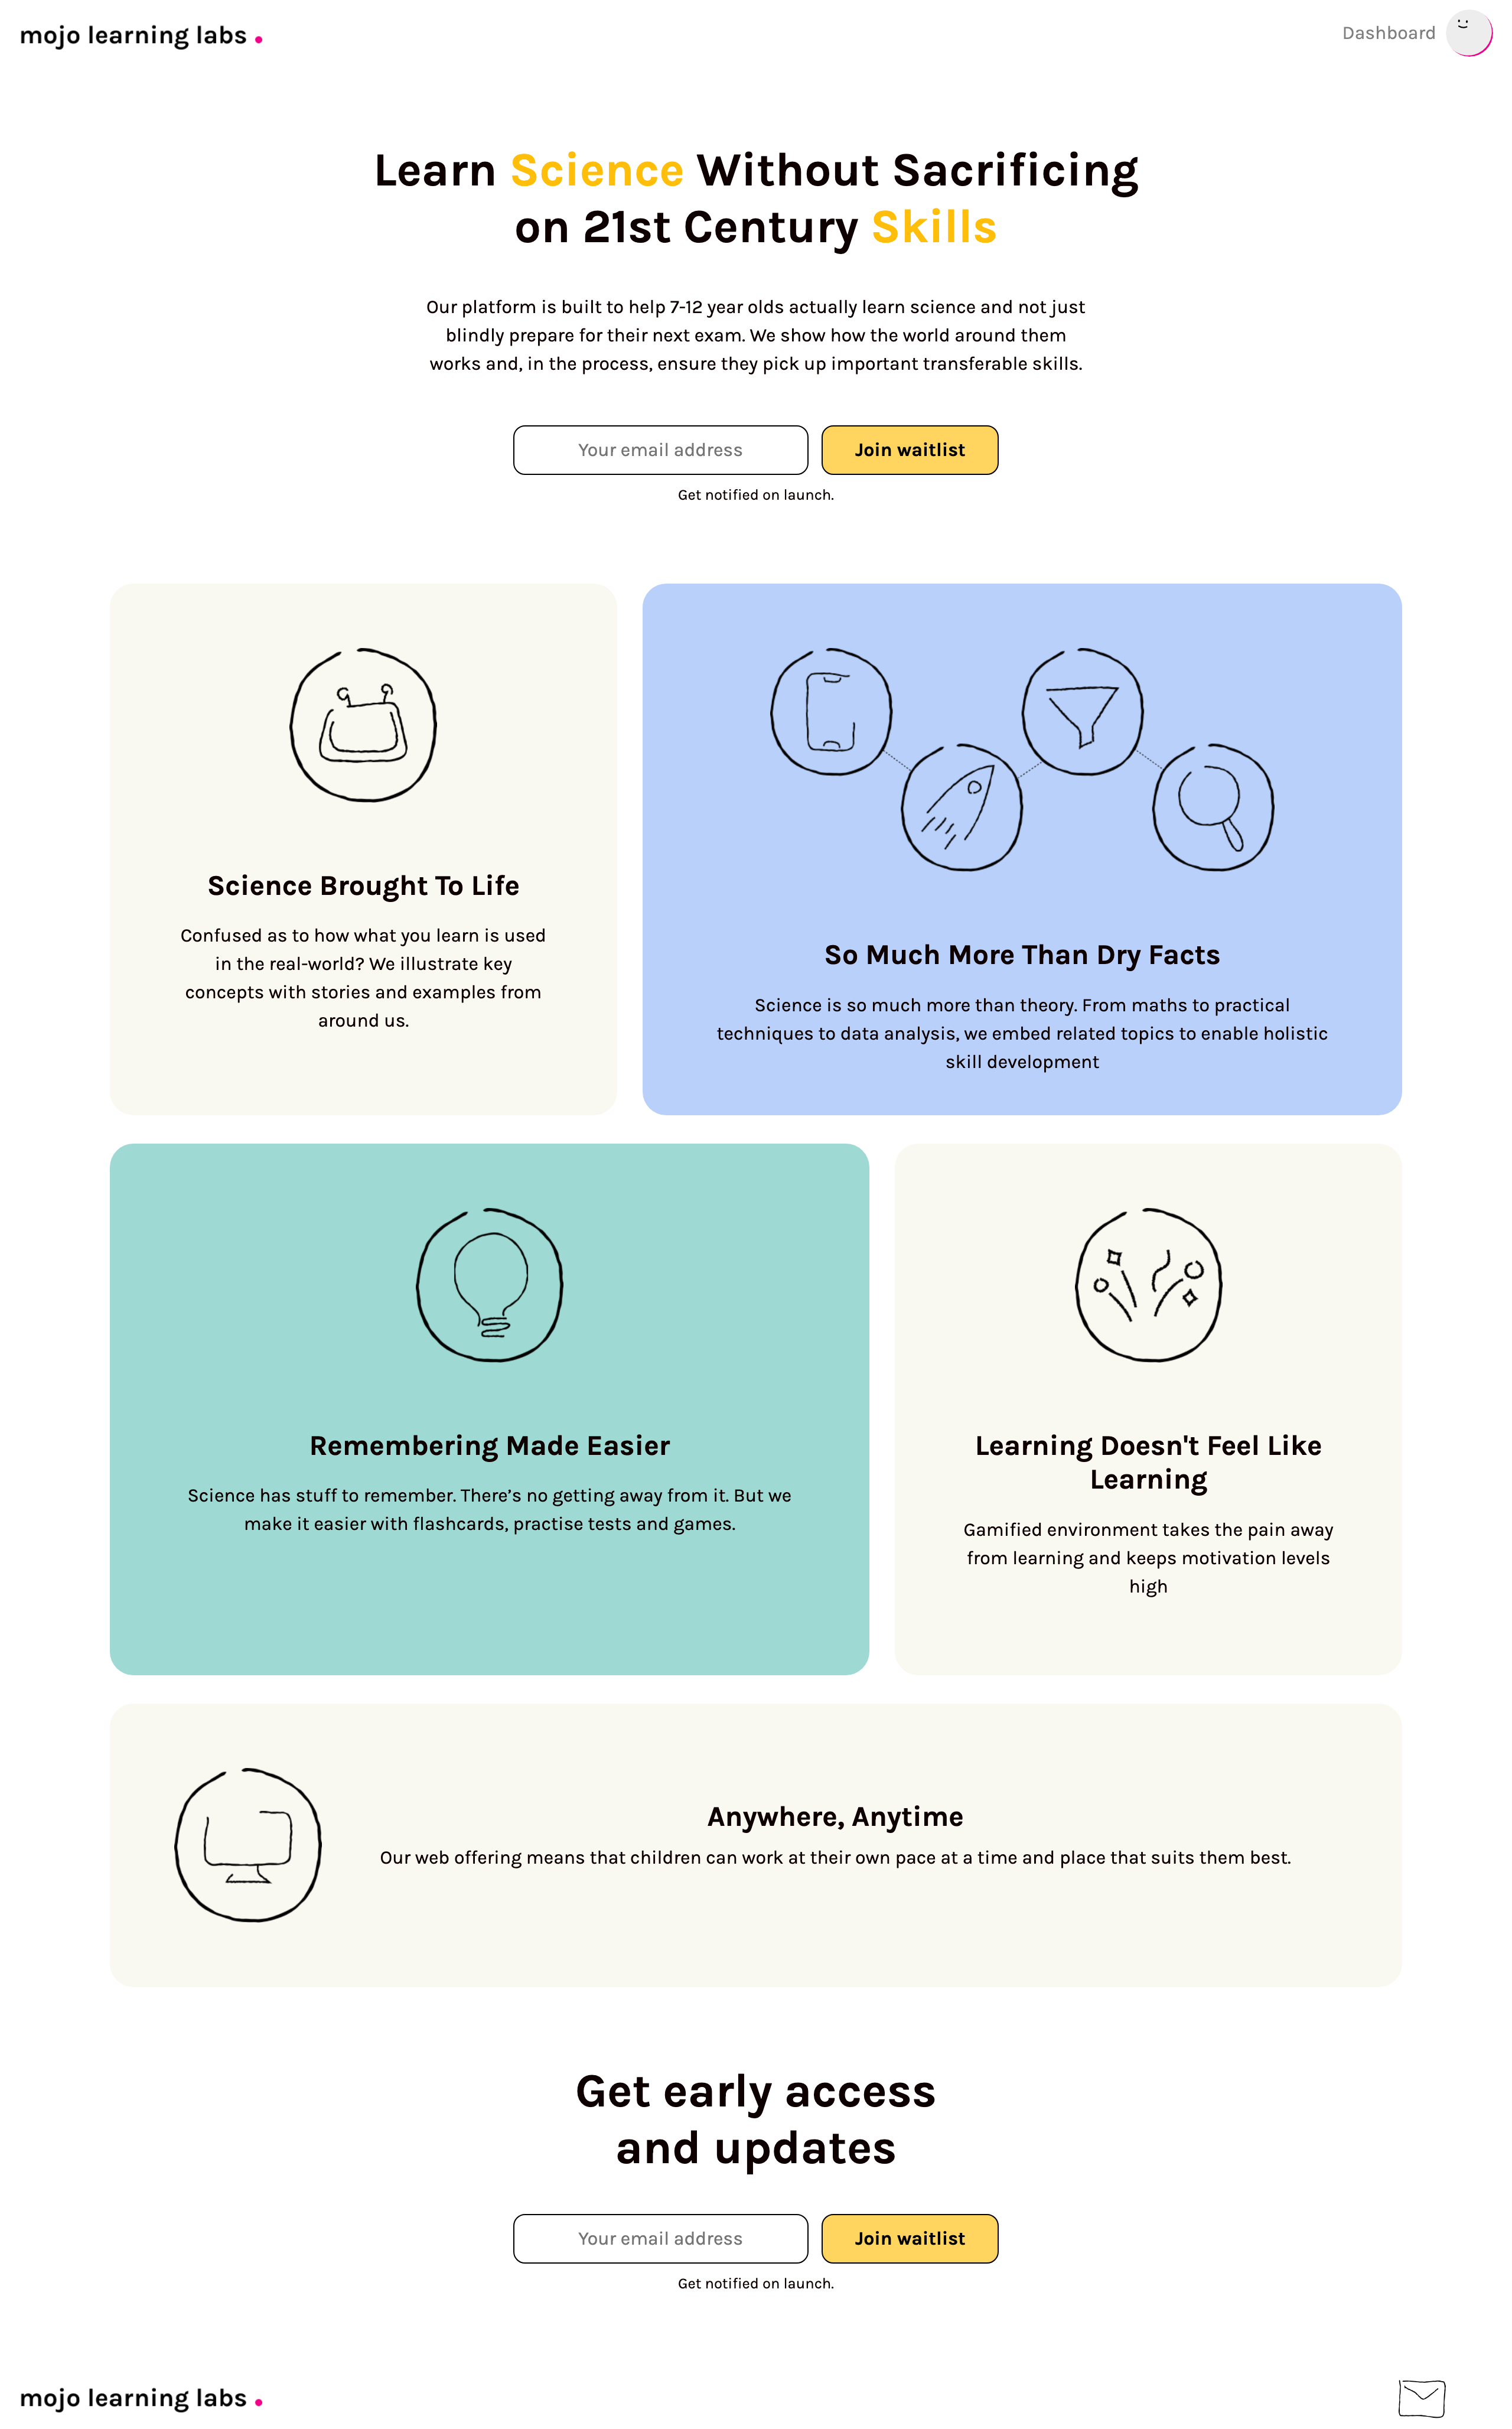 mojo learning labs.
Dashboard
Learn Science Without Sacrificing
on 21st Century Skills
Our platform is built to help 7-12 year olds actually learn science and not just
blindly prepare for their next exam. We show how the world around them
works and, in the process, ensure they pick up important transferable skills.
Your email address
Join waitlist
Get notified on launch.
Science Brought To Life
Confused as to how what you learn is used
in the real-world? We illustrate key
concepts with stories and examples from
around us.
So Much More Than Dry Facts
Science is so much more than theory. From maths to practical
techniques to data analysis, we embed related topics to enable holistic
skill development
Remembering Made Easier
Science has stuff to remember. There’s no getting away from it. But we
make it easier with flashcards, practise tests and games.
Learning Doesn't Feel Like
Learning
Gamified environment takes the pain away
from learning and keeps motivation levels
high
Anywhere, Anytime
Our web offering means that children can work at their own pace at a time and place that suits them best.
Get early access
and updates
Your email address
Join waitlist
Get notified on launch.
mojo learning labs.